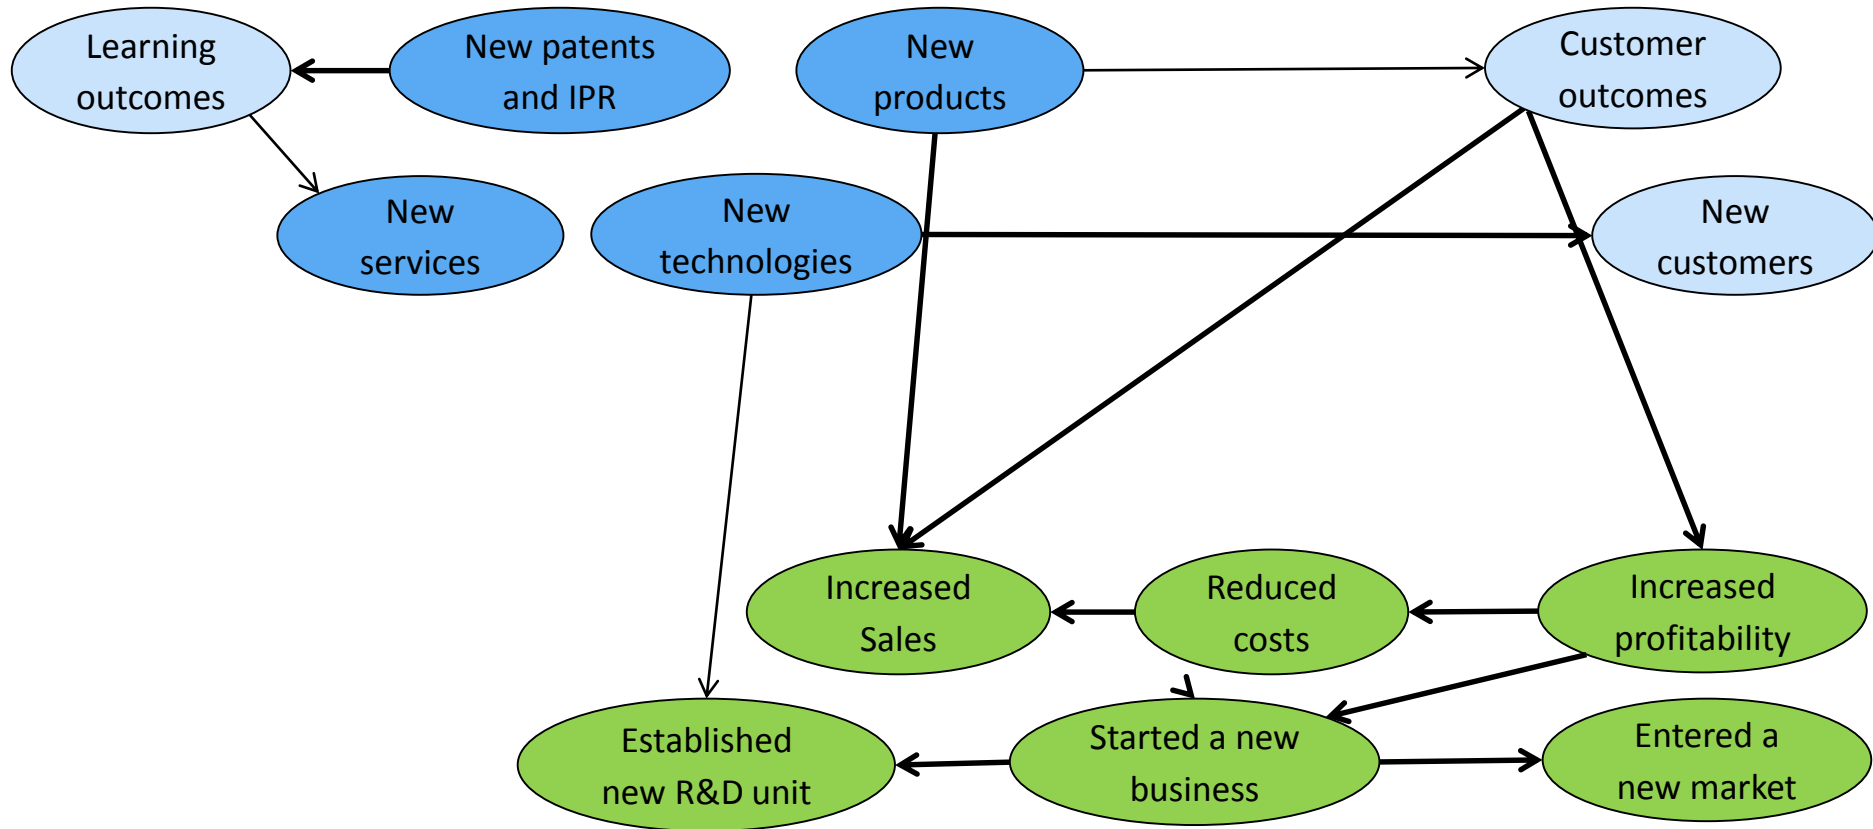 Learning
outcomes
New patents
and IPR
New
products
Customer
outcomes
New
services
New
technologies
New
customers
Increased
Sales
Reduced
costs
Increased
profitability
Established
new R&D unit
Started a new
business
Entered a
new market